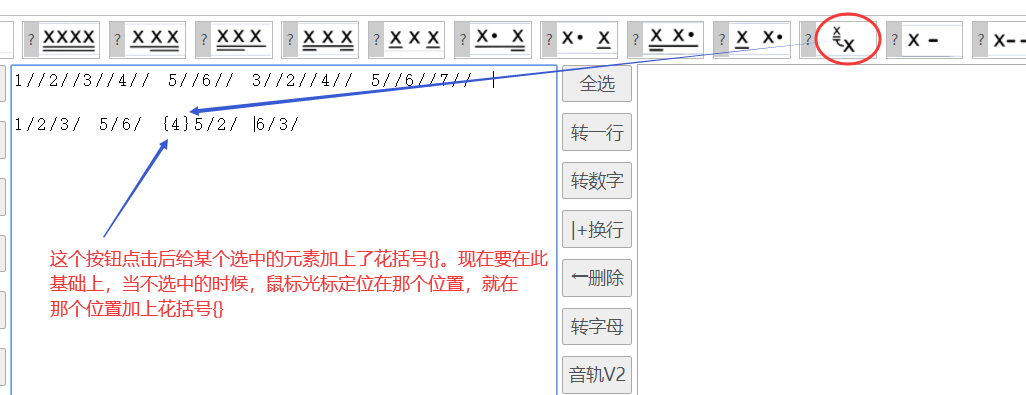 ? XXXX ? XXX ? XXX ? XXX ? X X X ? X• X ? X• X ? X X• ? X X• ? X X ? X - ? X--
1//2//3//4//  5//6//  3//2//4//  5//6//7//  |
1/2/3/  5/6/  {4}5/2/  |6/3/
全选
转一行
转数字
|+换行
←删除
转字母
音轨V2
这个按钮点击后给某个选中的元素加上了花括号{}。现在要在此
基础上，当不选中的时候，鼠标光标定位在那个位置，就在
那个位置加上花括号{}